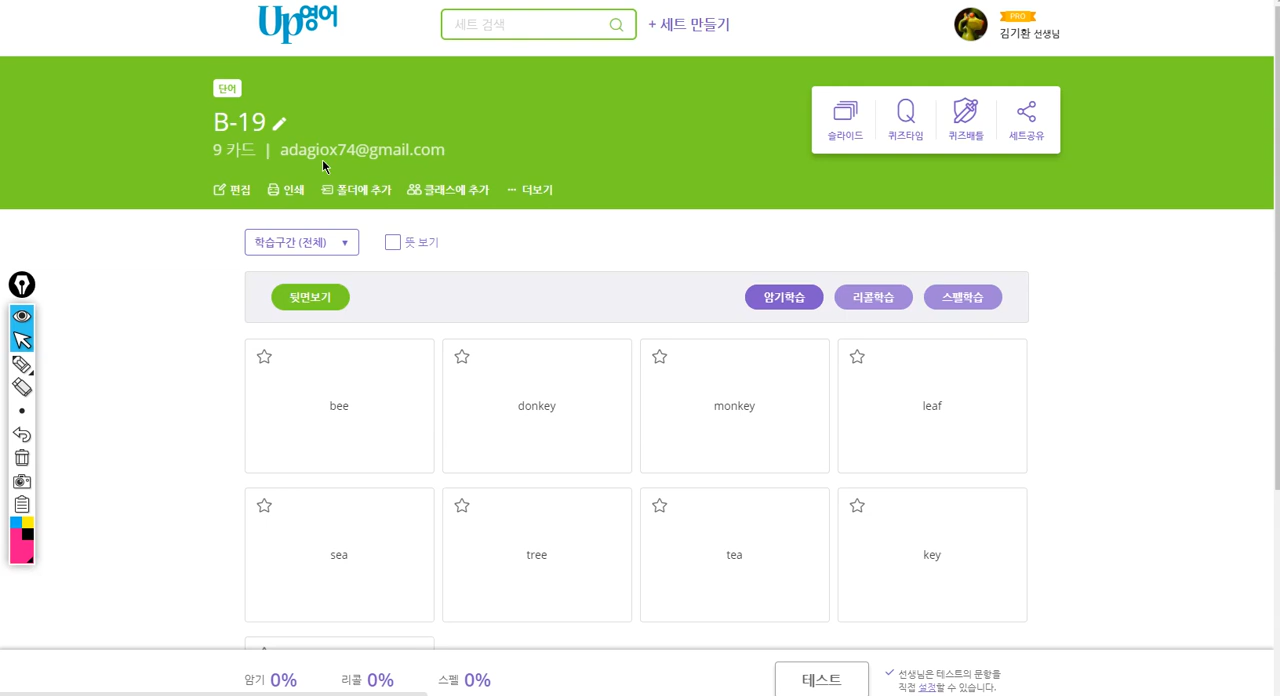 Up영어
세트 검색
+ 세트 만들기
PRO
김기환 선생님
단어
B-19
9 카드 | adagiox74@gmail.com
편집 인쇄 폴더에 추가 클래스에 추가 ··· 더보기
슬라이드 퀴즈타임 퀴즈배틀 세트공유
학습구간 (전체) ▼ 뜻 보기
뒷면보기 암기학습 리콜학습 스펠학습
bee donkey monkey leaf
sea tree tea key
암기 0% 리콜 0% 스펠 0%
테스트
선생님은 테스트의 문항을
직접 설정할 수 있습니다.